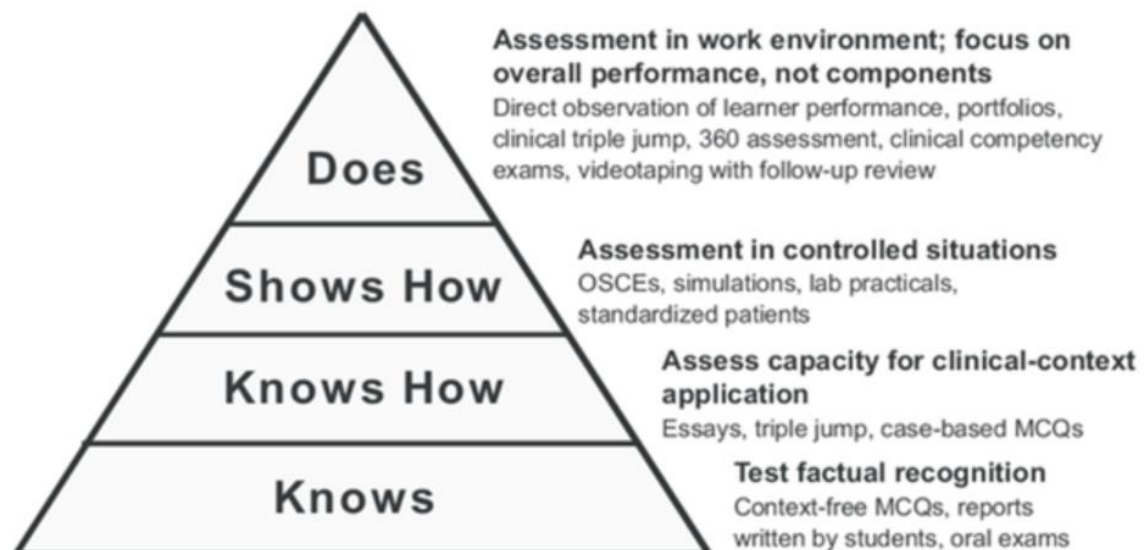 Does
Assessment in work environment; focus on
overall performance, not components
Direct observation of learner performance, portfolios,
clinical triple jump, 360 assessment, clinical competency
exams, videotaping with follow-up review
Shows How
Assessment in controlled situations
OSCEs, simulations, lab practicals,
standardized patients
Knows How
Assess capacity for clinical-context
application
Essays, triple jump, case-based MCQs
Knows
Test factual recognition
Context-free MCQs, reports
written by students, oral exams